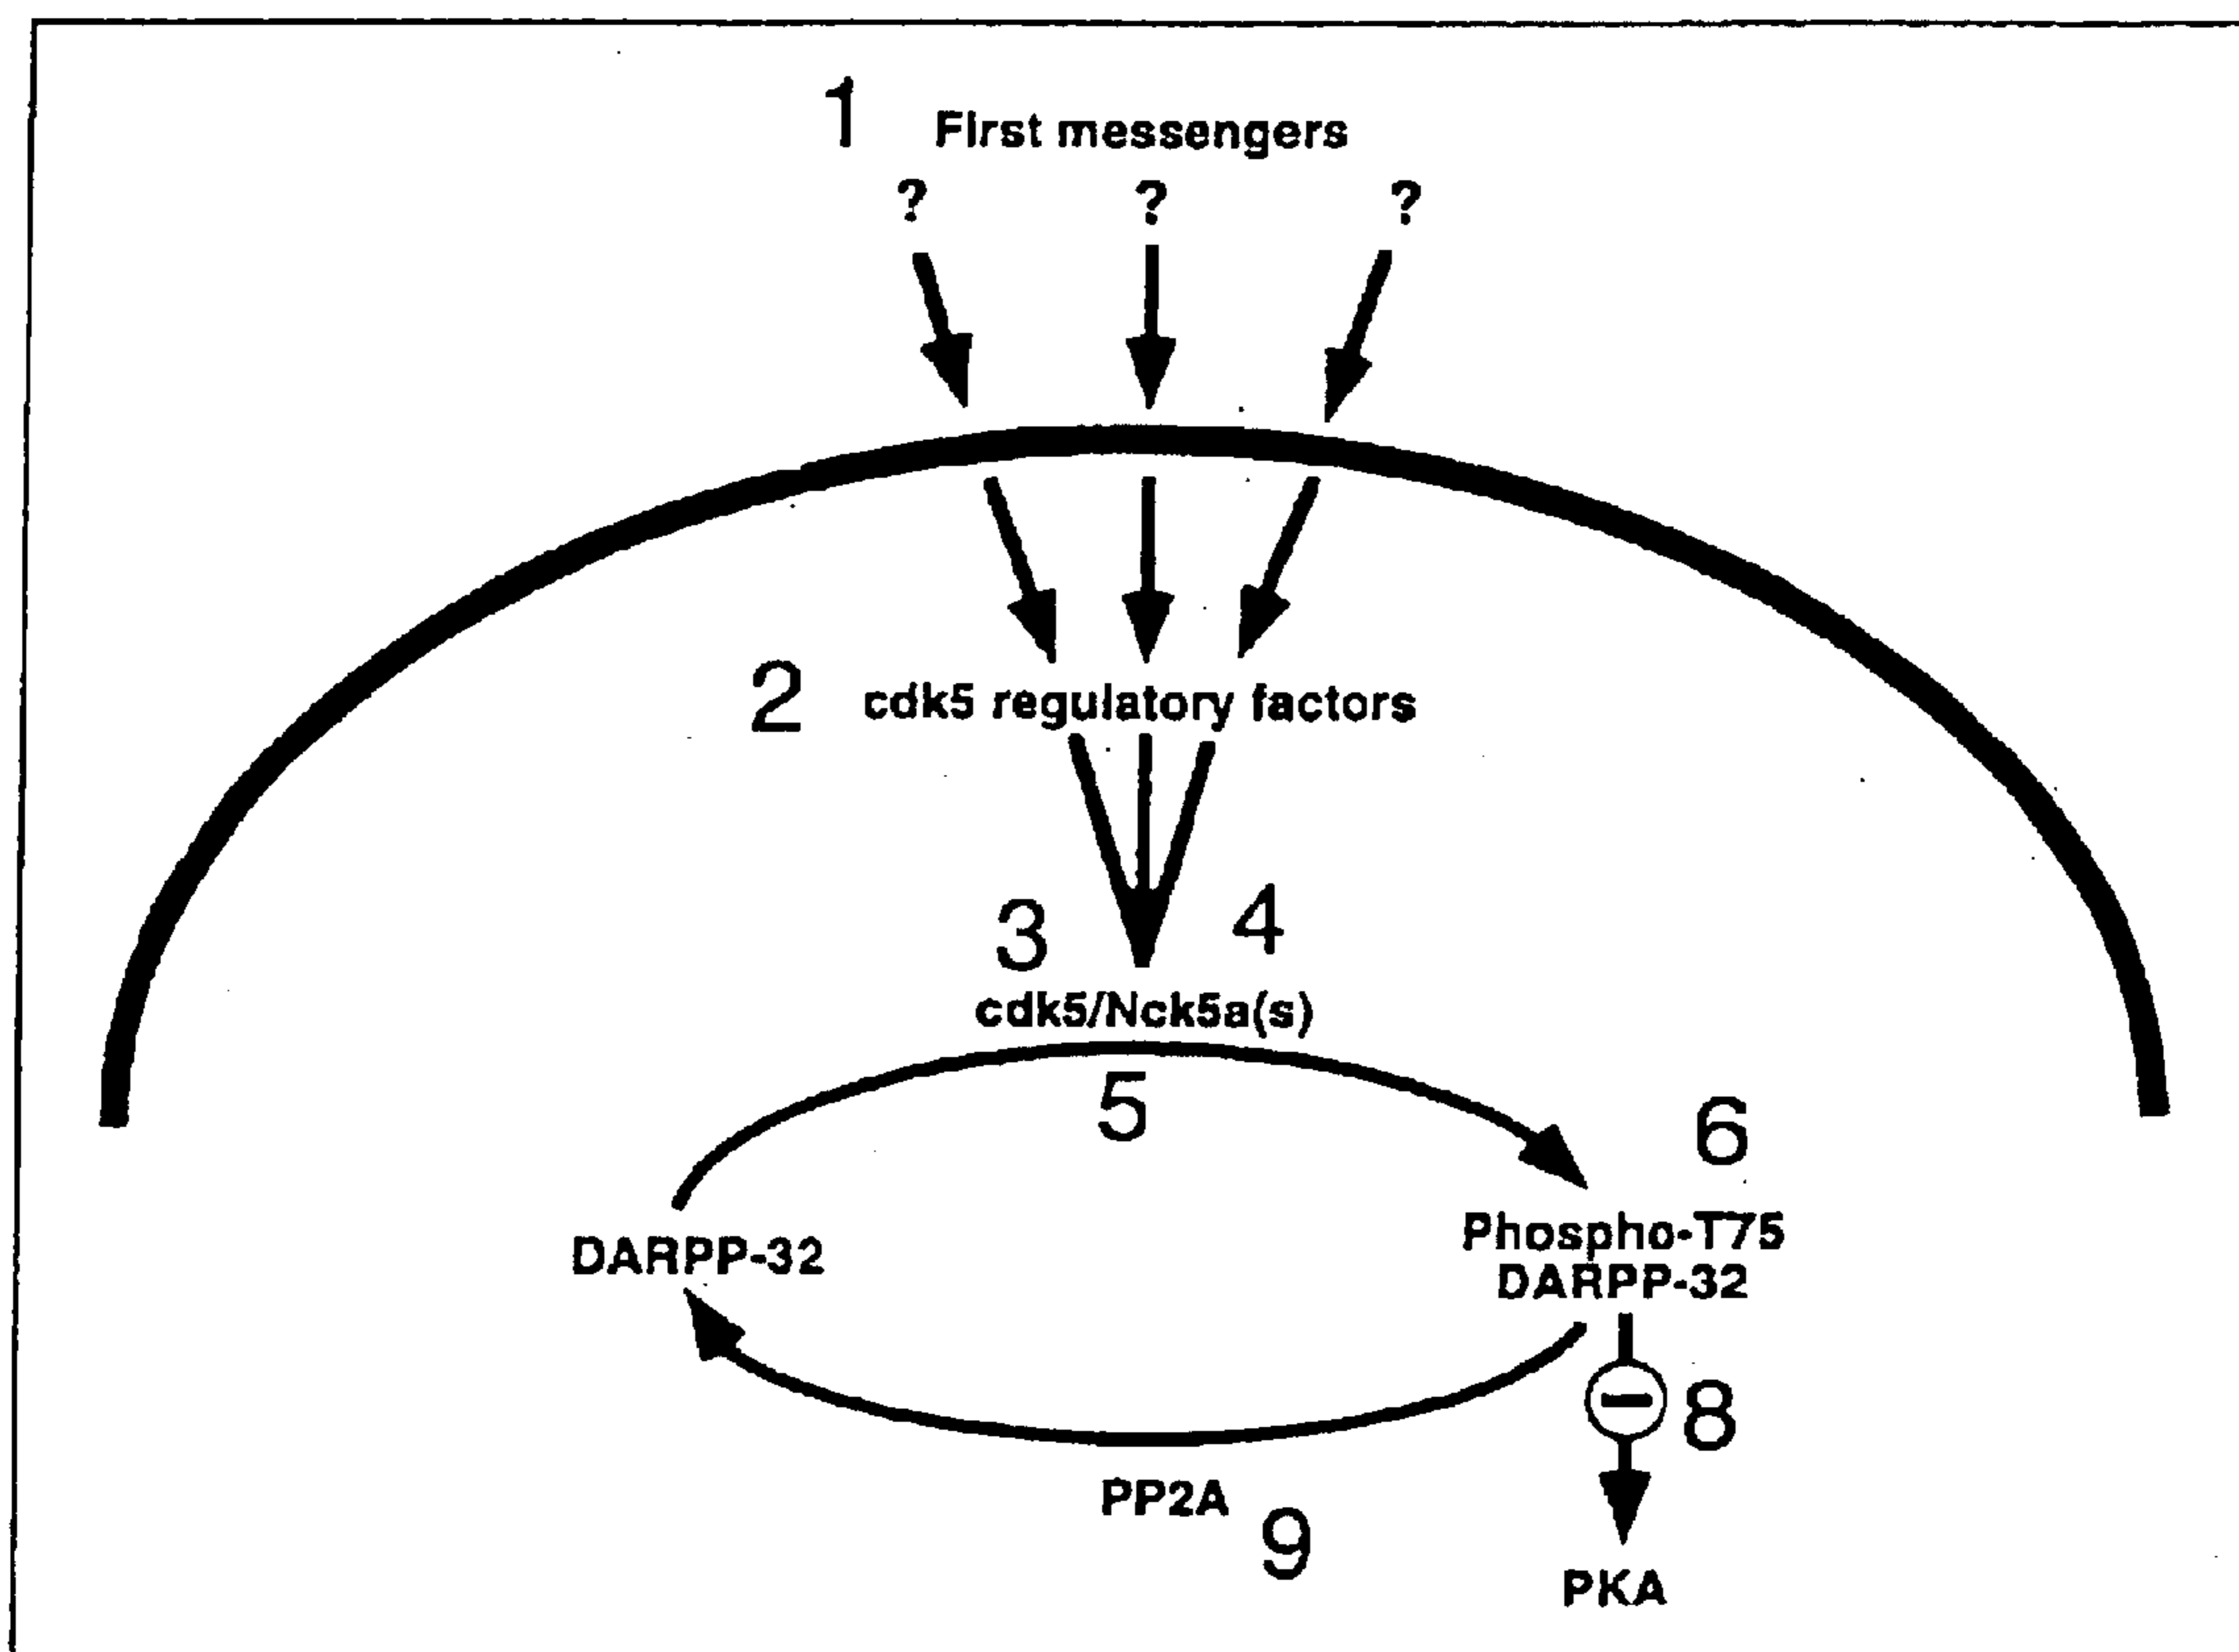 1 First messengers
? ? ?
2 cdk5 regulatory factors
3 4
cdk5/Nck5a(s)
5
6
DARPP-32
Phospho-T75
DARPP-32
8
PP2A
9
PKA